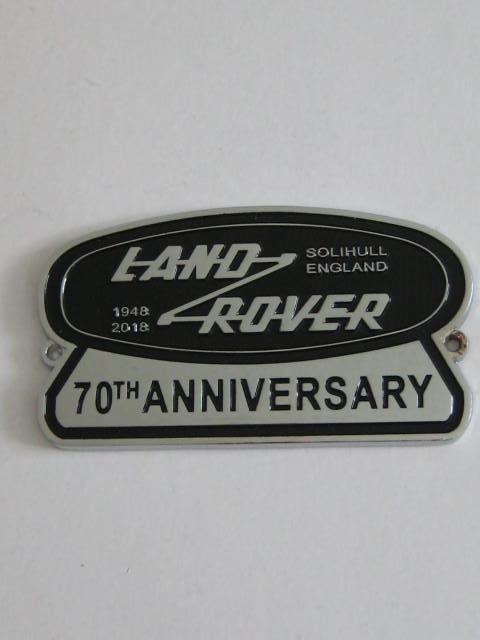 LAND
SOLIHULL
ENGLAND
1948
2018
ROVER
70TH ANNIVERSARY